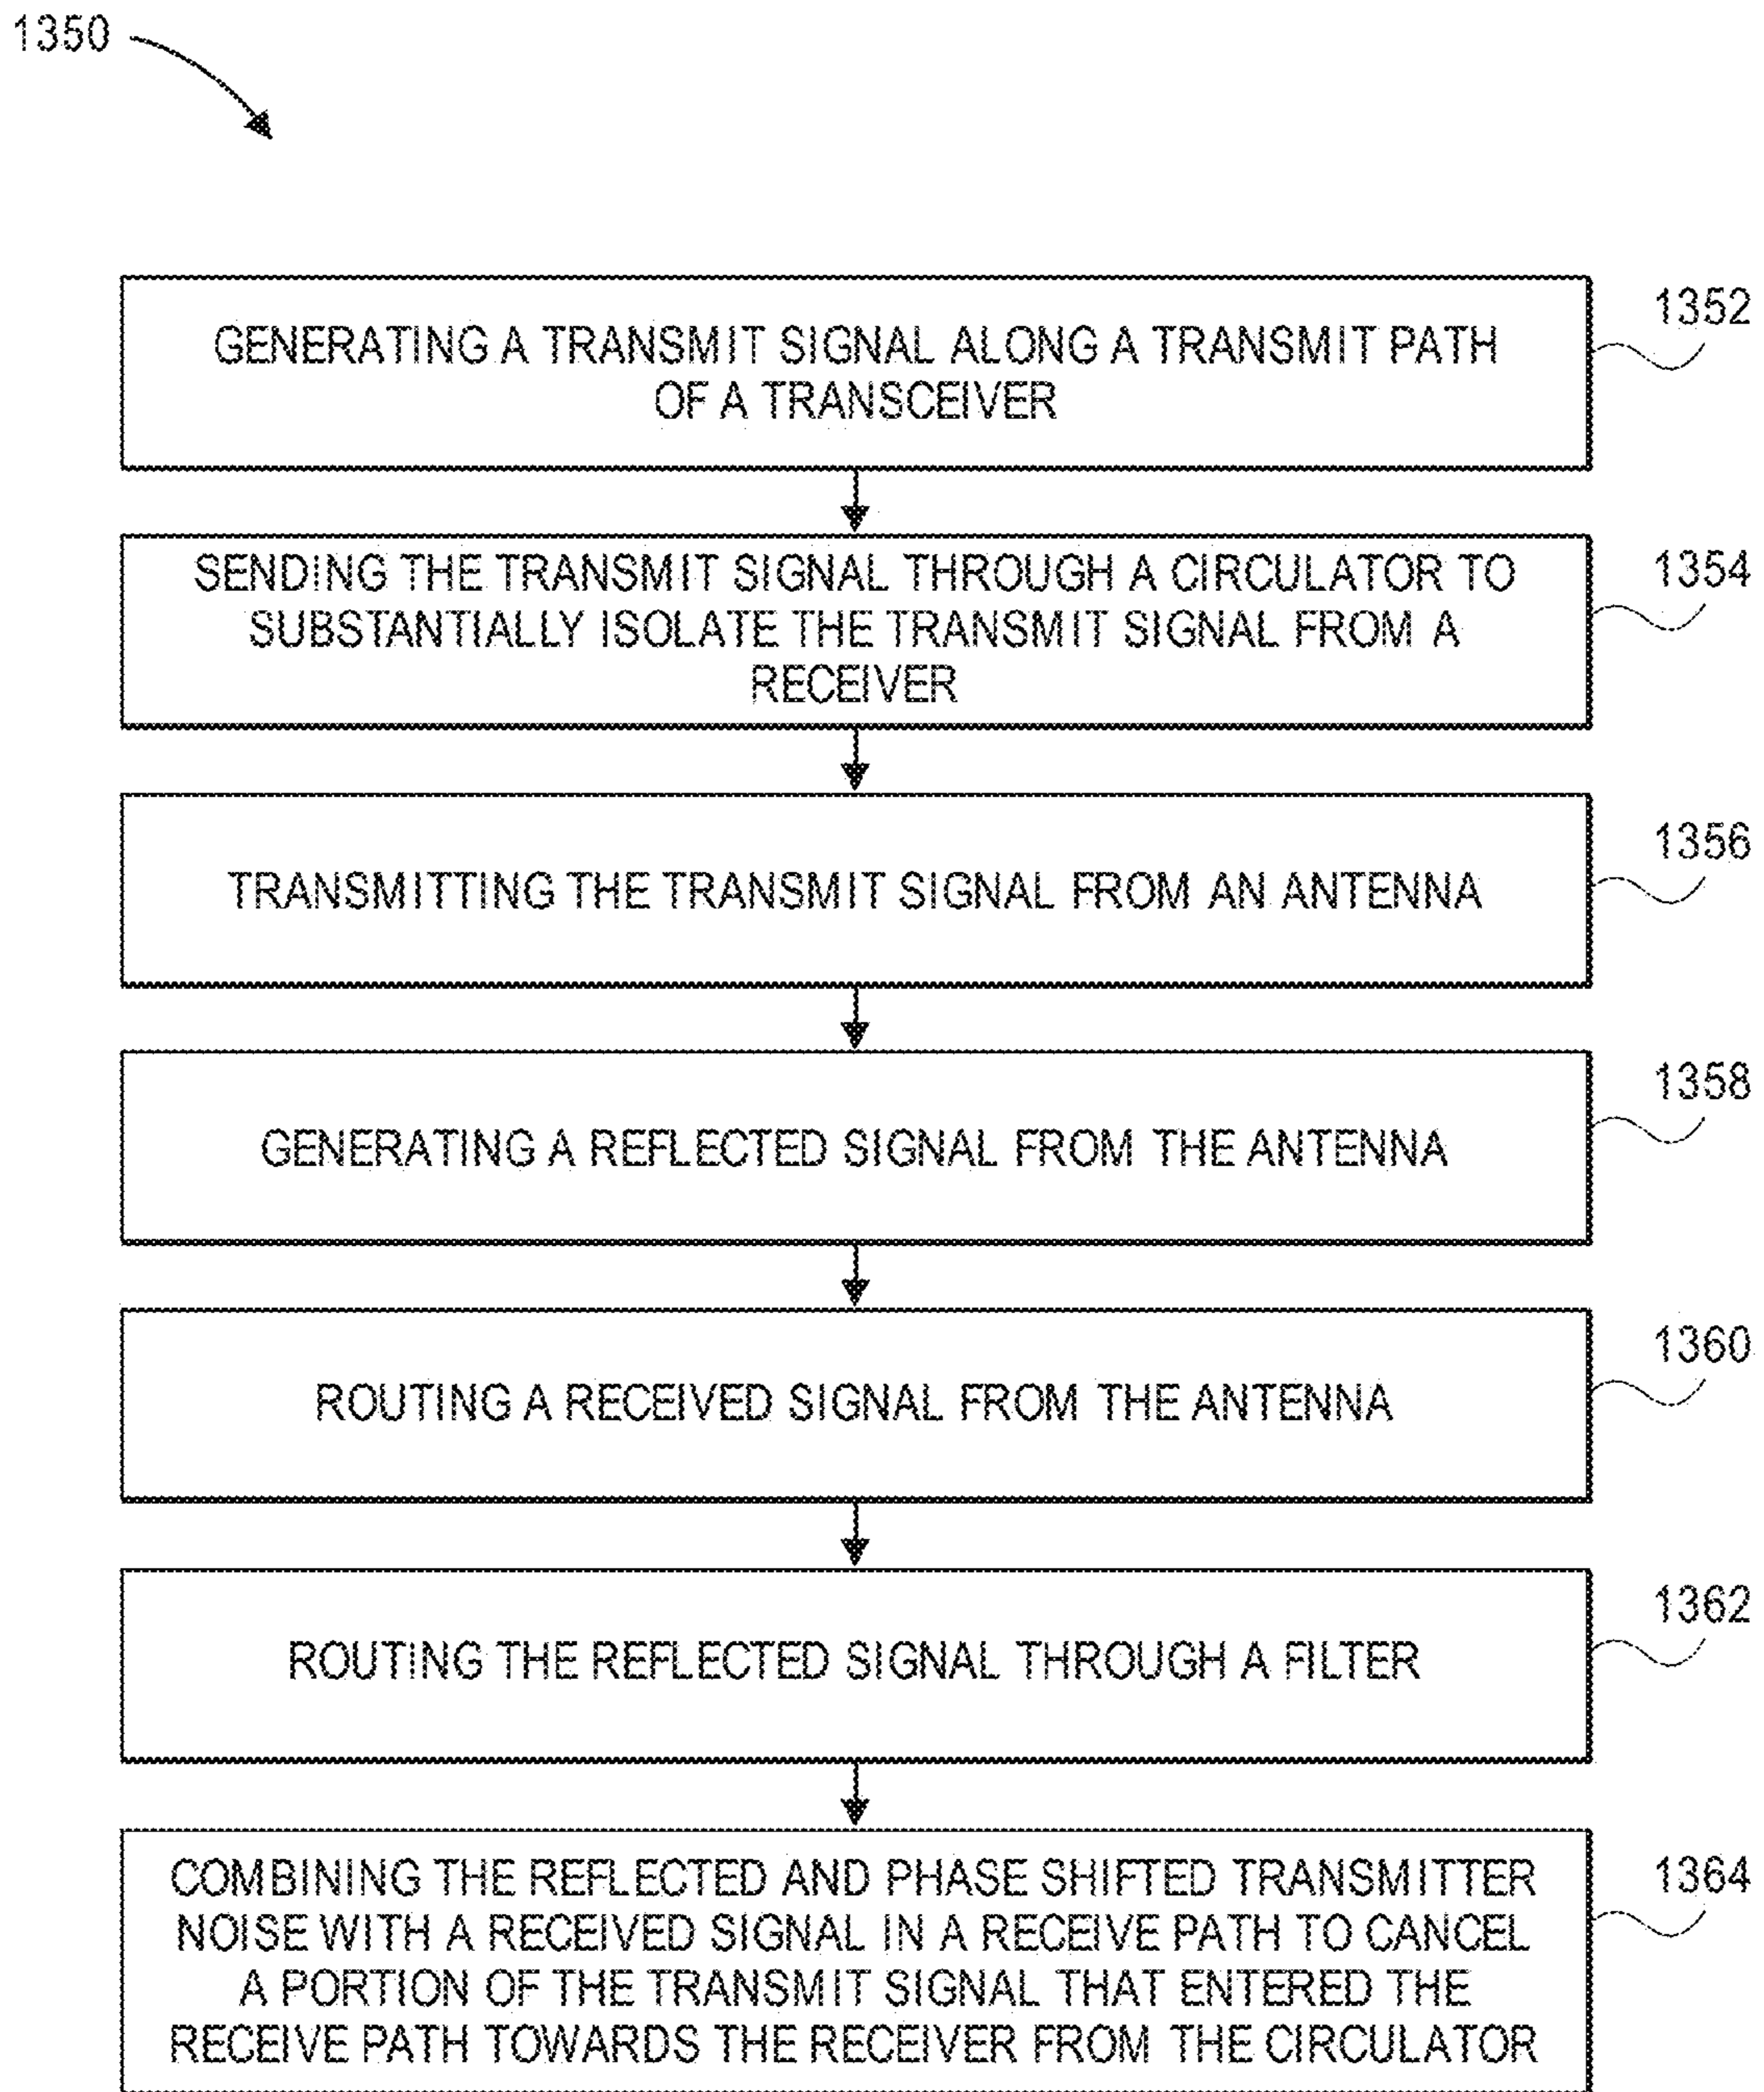 1350
GENERATING A TRANSMIT SIGNAL ALONG A TRANSMIT PATH
OF A TRANSCEIVER
1352
SENDING THE TRANSMIT SIGNAL THROUGH A CIRCULATOR TO
SUBSTANTIALLY ISOLATE THE TRANSMIT SIGNAL FROM A
RECEIVER
1354
TRANSMITTING THE TRANSMIT SIGNAL FROM AN ANTENNA
1356
GENERATING A REFLECTED SIGNAL FROM THE ANTENNA
1358
ROUTING A RECEIVED SIGNAL FROM THE ANTENNA
1360
ROUTING THE REFLECTED SIGNAL THROUGH A FILTER
1362
COMBINING THE REFLECTED AND PHASE SHIFTED TRANSMITTER
NOISE WITH A RECEIVED SIGNAL IN A RECEIVE PATH TO CANCEL
A PORTION OF THE TRANSMIT SIGNAL THAT ENTERED THE
RECEIVE PATH TOWARDS THE RECEIVER FROM THE CIRCULATOR
1364